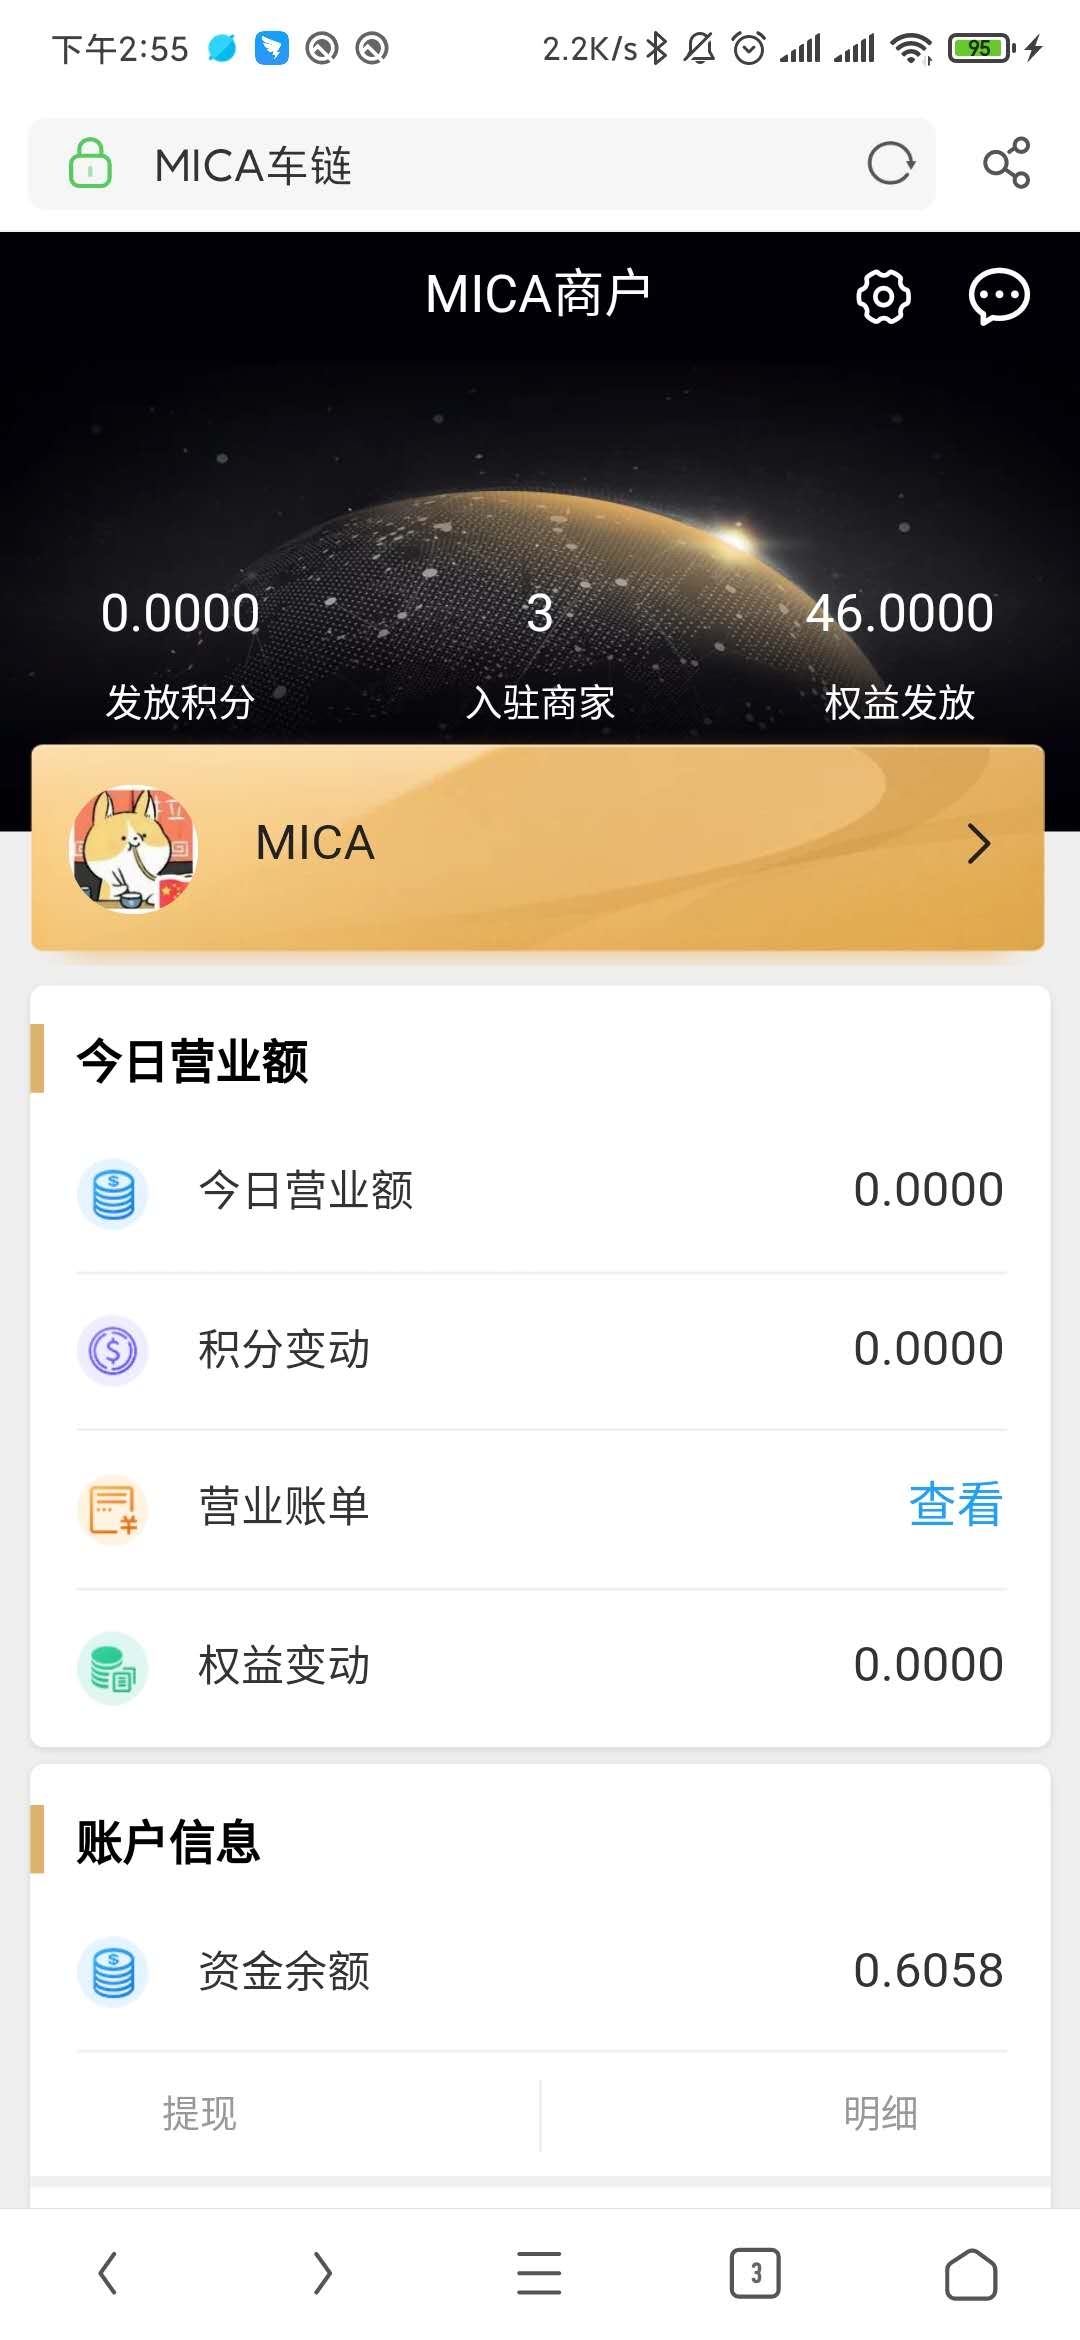 下午2:55 2.2K/s 95
MICA车链
MICA商户
0.0000 3 46.0000
发放积分 入驻商家 权益发放
MICA
今日营业额
今日营业额 0.0000
积分变动 0.0000
营业账单 查看
权益变动 0.0000
账户信息
资金余额 0.6058
提现 明细
3